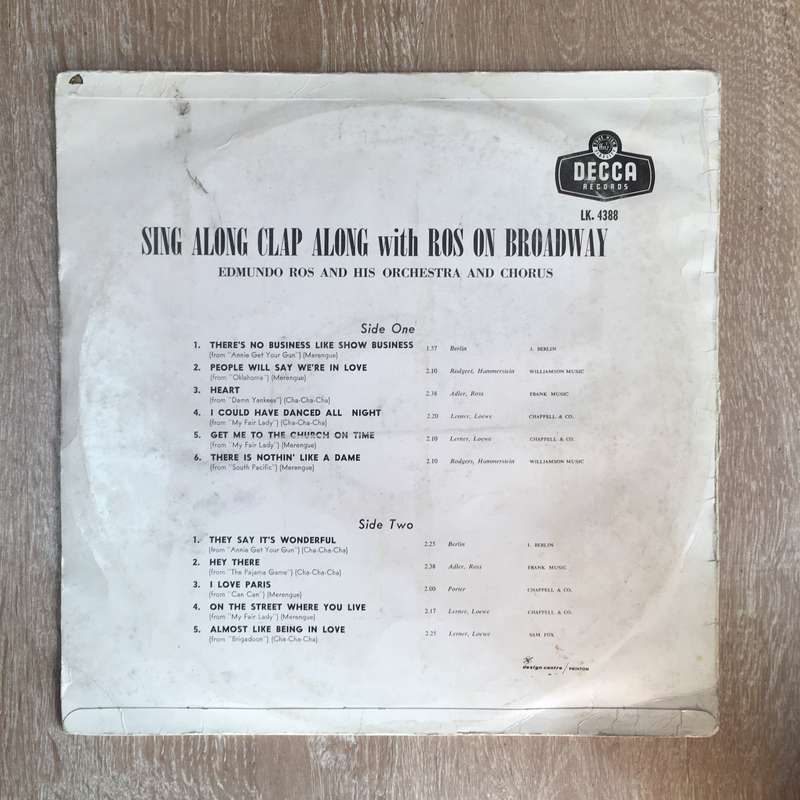 DECCA
RECORDS
LK. 4388
SING ALONG CLAP ALONG with ROS ON BROADWAY
EDMUNDO ROS AND HIS ORCHESTRA AND CHORUS
Side One
1. THERE'S NO BUSINESS LIKE SHOW BUSINESS 1.57 Berlin I. BERLIN
(from "Annie Get Your Gun") (Merengue)
2. PEOPLE WILL SAY WE'RE IN LOVE 2.10 Rodgers, Hammerstein WILLIAMSON MUSIC
(from "Oklahoma") (Merengue)
3. HEART 2.38 Adler, Ross FRANK MUSIC
(from "Damn Yankees") (Cha-Cha-Cha)
4. I COULD HAVE DANCED ALL NIGHT 2.20 Lerner, Loewe CHAPPELL & CO.
(from "My Fair Lady") (Cha-Cha-Cha)
5. GET ME TO THE CHURCH ON TIME 2.10 Lerner, Loewe CHAPPELL & CO.
(from "My Fair Lady") (Merengue)
6. THERE IS NOTHIN' LIKE A DAME 2.10 Rodgers, Hammerstein WILLIAMSON MUSIC
(from "South Pacific") (Merengue)
Side Two
1. THEY SAY IT'S WONDERFUL 2.25 Berlin I. BERLIN
(from "Annie Get Your Gun") (Cha-Cha-Cha)
2. HEY THERE 2.38 Adler, Ross FRANK MUSIC
(from "The Pajama Game") (Cha-Cha-Cha)
3. I LOVE PARIS 2.00 Porter CHAPPELL & CO.
(from "Can Can") (Merengue)
4. ON THE STREET WHERE YOU LIVE 2.17 Lerner, Loewe CHAPPELL & CO.
(from "My Fair Lady") (Merengue)
5. ALMOST LIKE BEING IN LOVE 2.25 Lerner, Loewe SAM FOX
(from "Brigadoon") (Cha-Cha-Cha)
design centre / PRINTON